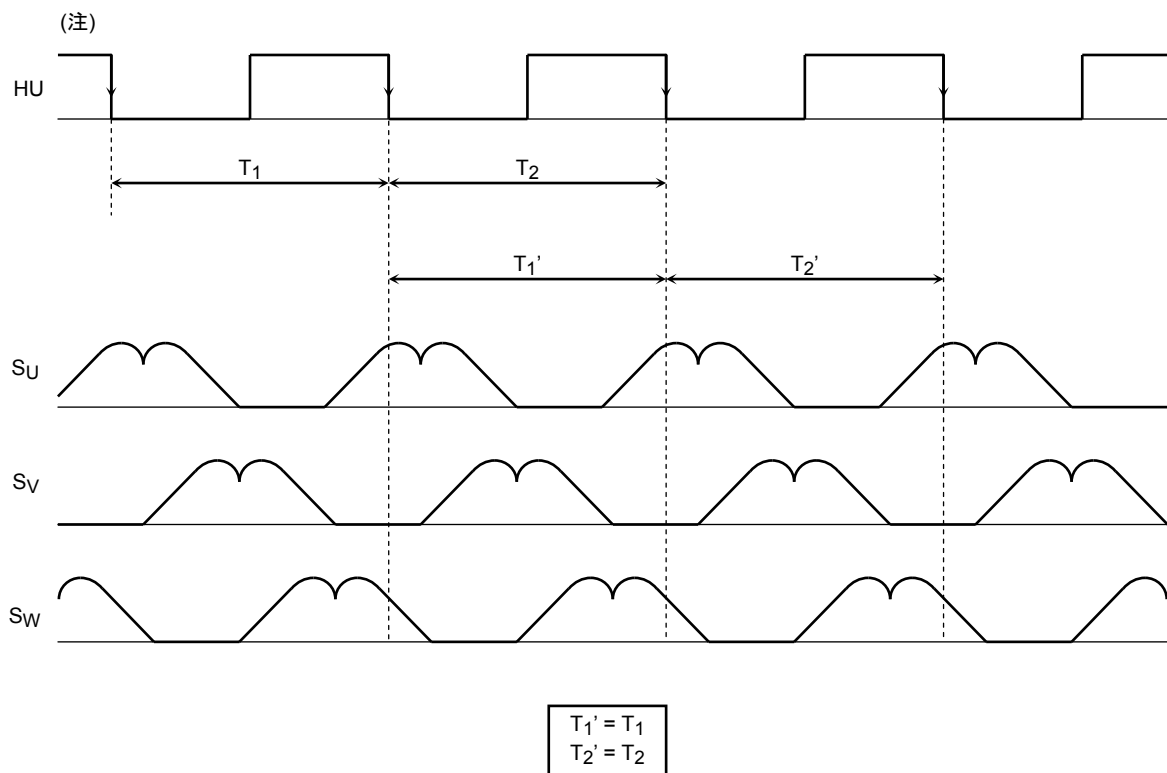 (注)
HU
T1
T2
T1’
T2’
SU
SV
SW
T1’ = T1
T2’ = T2